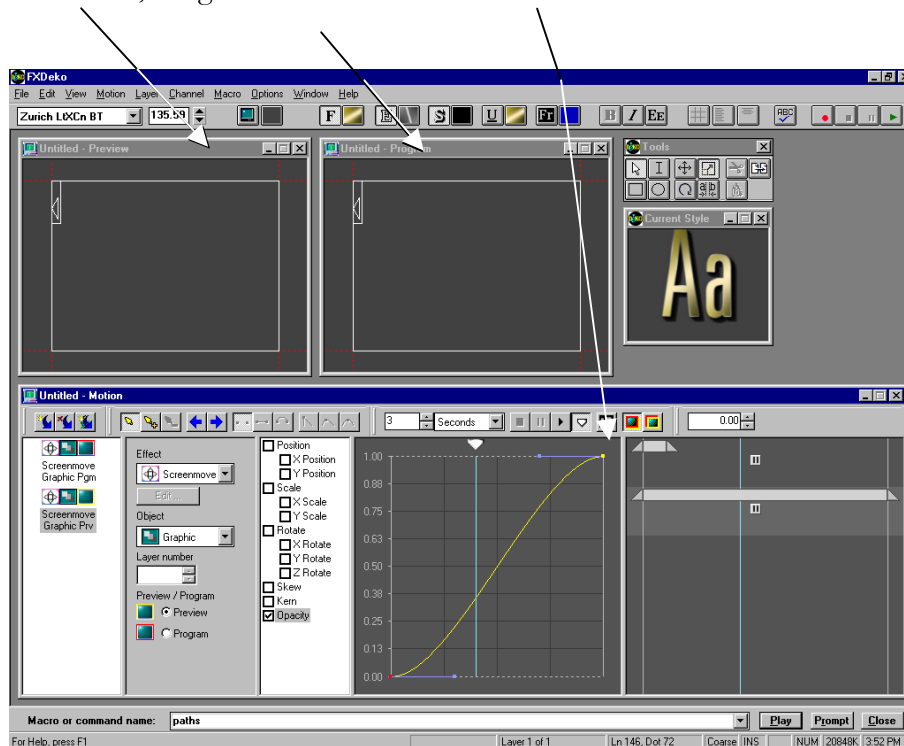 FXDeko
File Edit View Motion Layer Channel Macro Options Window Help
Zurich LtXCn BT 135.59 F S U Fr B I EE ABC
Untitled - Preview
Untitled - Program
Tools
Current Style
Aa
Untitled - Motion
3 Seconds 0.00
Screenmove
Graphic Pgm
Screenmove
Graphic Prv
Effect
Screenmove
Edit...
Object
Graphic
Layer number
Preview / Program
Preview
Program
Position
X Position
Y Position
Scale
X Scale
Y Scale
Rotate
X Rotate
Y Rotate
Z Rotate
Skew
Kern
Opacity
1.00
0.88
0.75
0.63
0.50
0.38
0.25
0.13
0.00
Macro or command name: paths Play Prompt Close
For Help, press F1 Layer 1 of 1 Ln 146, Dot 72 Coarse INS NUM 20848K 3:52 PM